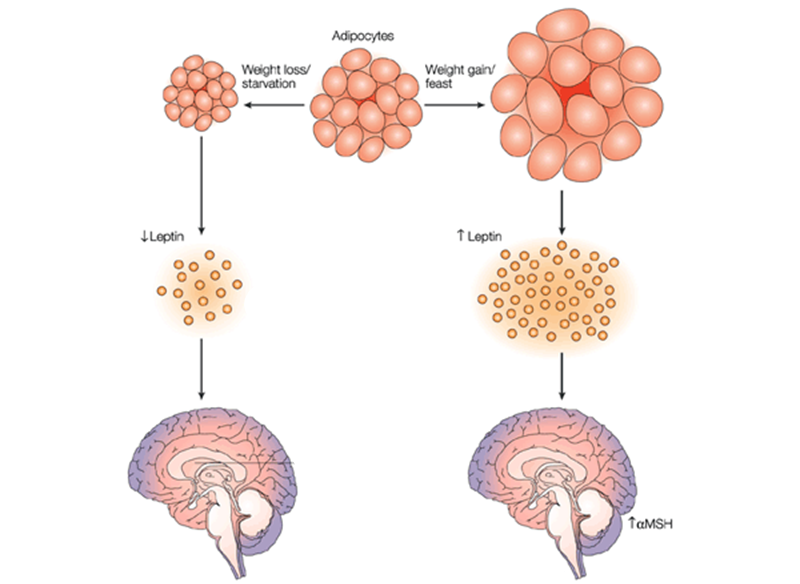 Adipocytes
Weight loss/
starvation
Weight gain/
feast
↓Leptin
↑ Leptin
↑αMSH